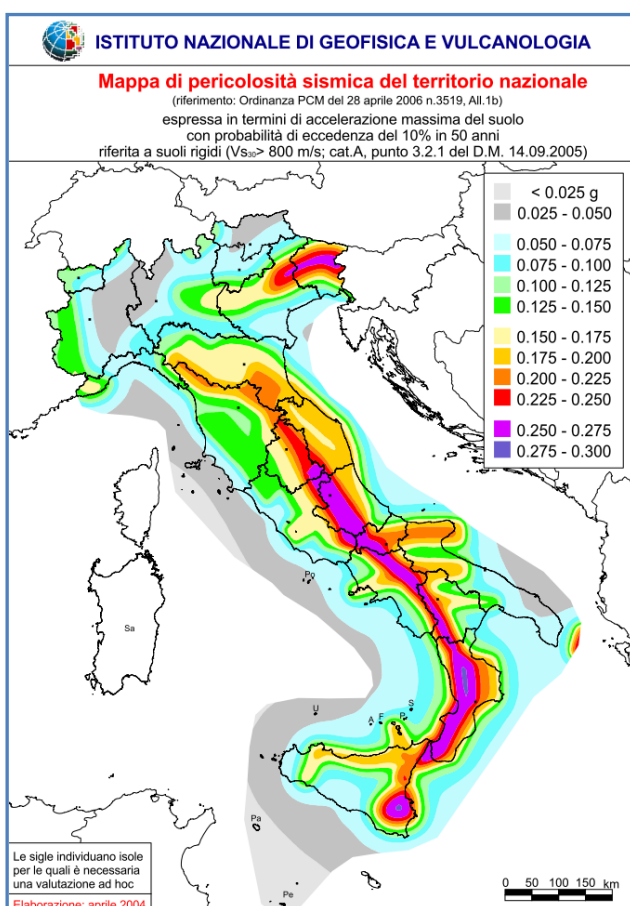 ISTITUTO NAZIONALE DI GEOFISICA E VULCANOLOGIA
Mappa di pericolosità sismica del territorio nazionale
(riferimento: Ordinanza PCM del 28 aprile 2006 n.3519, All.1b)
espressa in termini di accelerazione massima del suolo
con probabilità di eccedenza del 10% in 50 anni
riferita a suoli rigidi (Vs₃₀> 800 m/s; cat.A, punto 3.2.1 del D.M. 14.09.2005)
< 0.025 g
0.025 - 0.050
0.050 - 0.075
0.075 - 0.100
0.100 - 0.125
0.125 - 0.150
0.150 - 0.175
0.175 - 0.200
0.200 - 0.225
0.225 - 0.250
0.250 - 0.275
0.275 - 0.300
Po
Sa
U
A
F
P
S
Pa
Pe
Le sigle individuano isole
per le quali è necessaria
una valutazione ad hoc
Elaborazione: aprile 2004
0 50 100 150 km